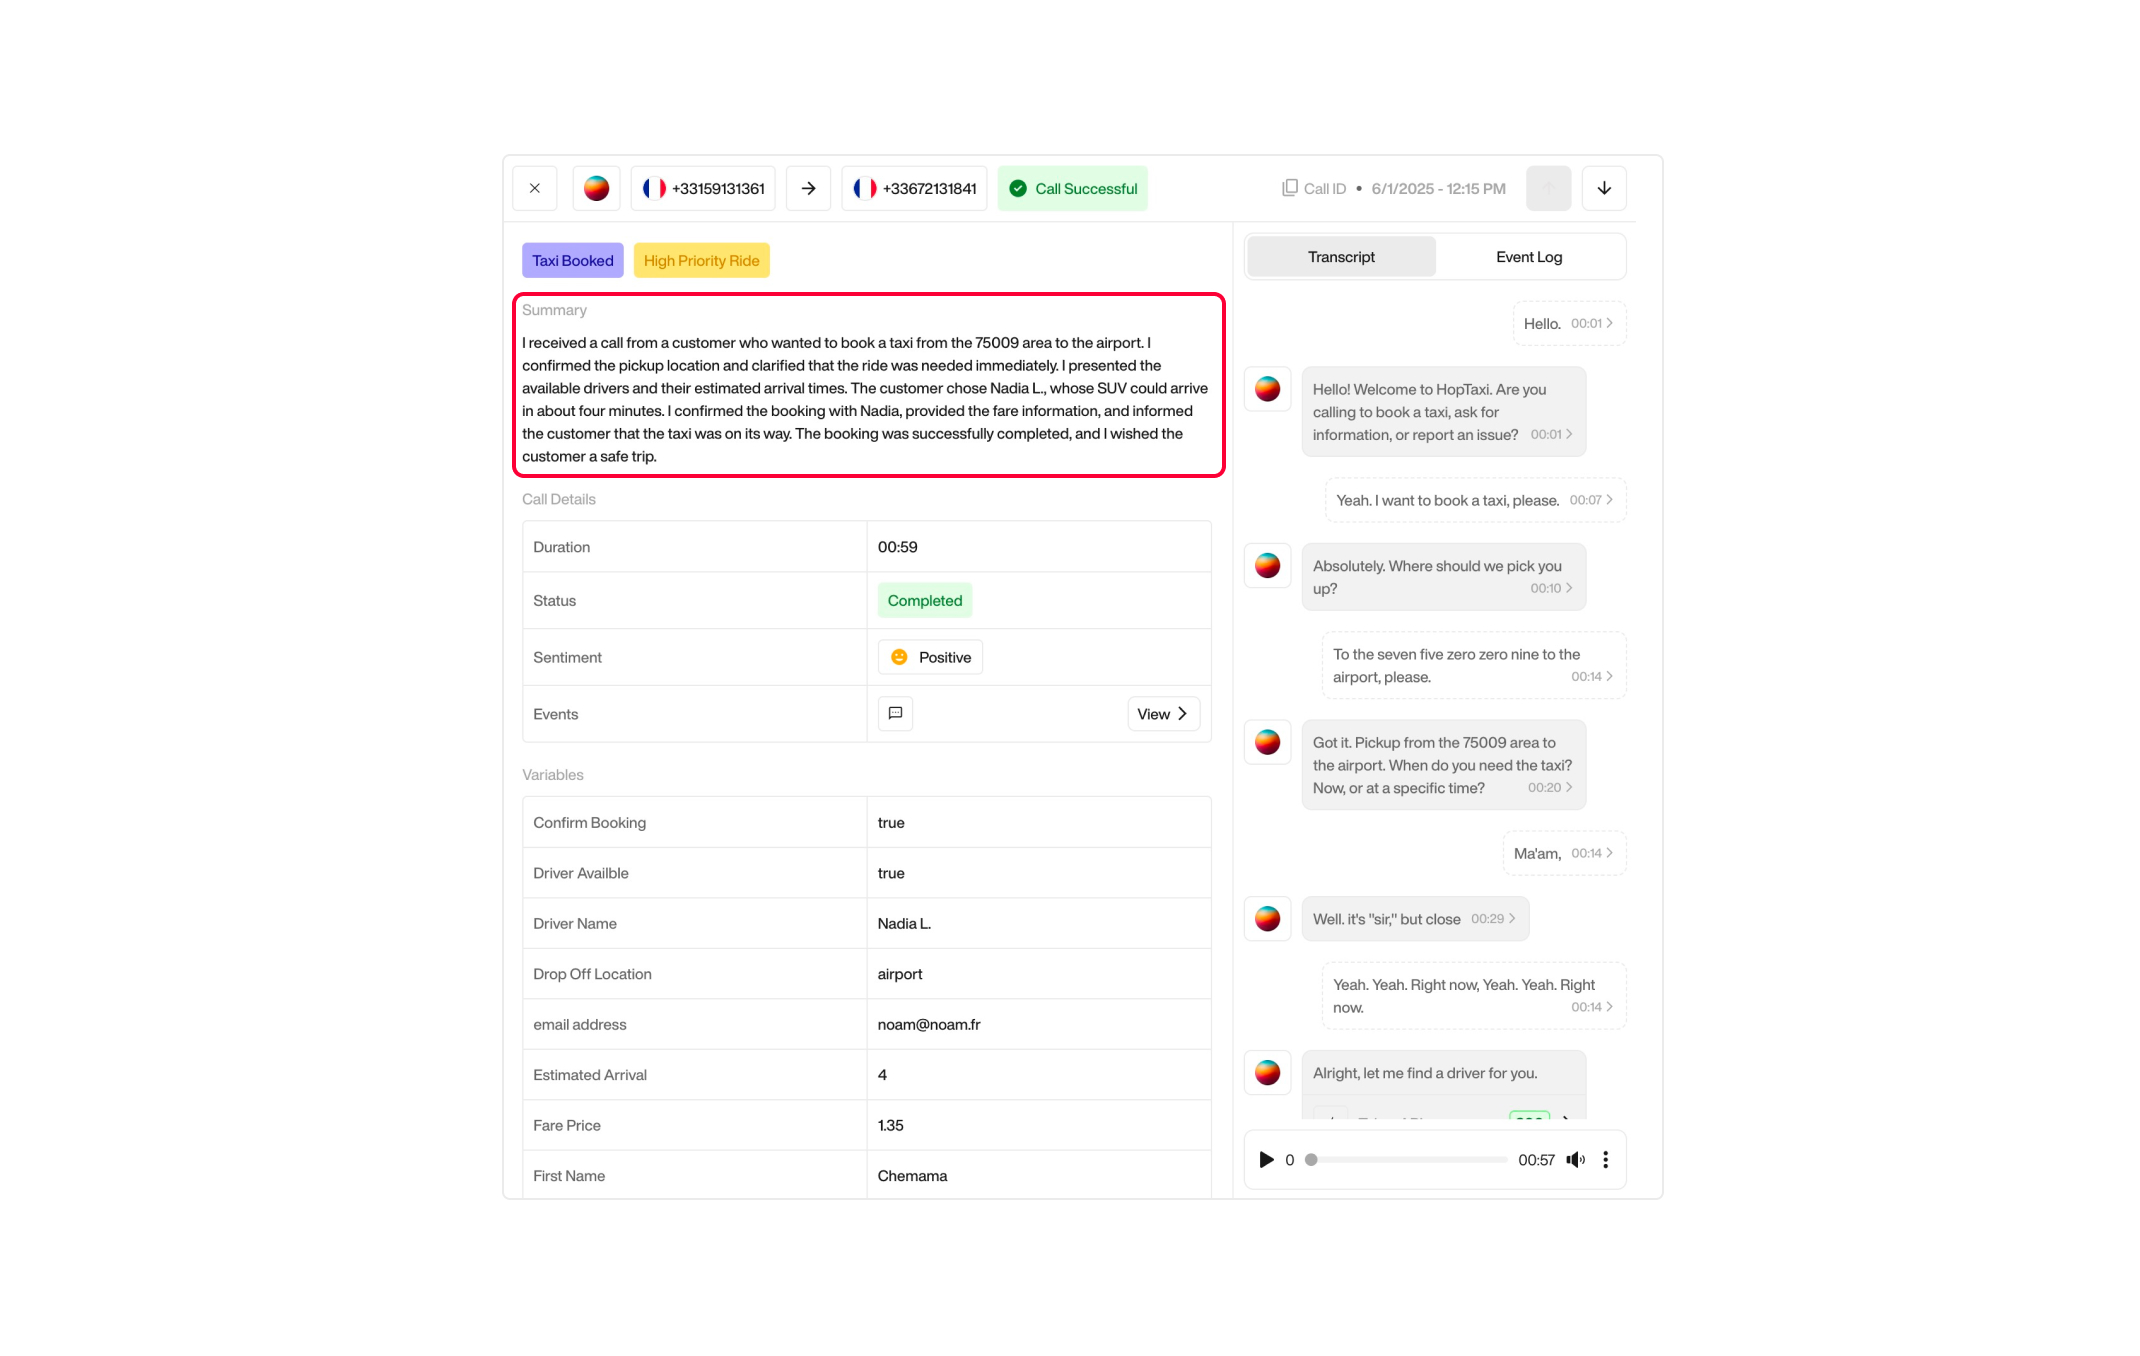 +33159131361
+33672131841
Call Successful
Call ID • 6/1/2025 - 12:15 PM
Taxi Booked
High Priority Ride
Summary
I received a call from a customer who wanted to book a taxi from the 75009 area to the airport. I
confirmed the pickup location and clarified that the ride was needed immediately. I presented the
available drivers and their estimated arrival times. The customer chose Nadia L., whose SUV could arrive
in about four minutes. I confirmed the booking with Nadia, provided the fare information, and informed
the customer that the taxi was on its way. The booking was successfully completed, and I wished the
customer a safe trip.
Call Details
Duration 00:59
Status Completed
Sentiment Positive
Events View
Variables
Confirm Booking true
Driver Availble true
Driver Name Nadia L.
Drop Off Location airport
email address noam@noam.fr
Estimated Arrival 4
Fare Price 1.35
First Name Chemama
Transcript
Event Log
Hello. 00:01
Hello! Welcome to HopTaxi. Are you
calling to book a taxi, ask for
information, or report an issue? 00:01
Yeah. I want to book a taxi, please. 00:07
Absolutely. Where should we pick you
up? 00:10
To the seven five zero zero nine to the
airport, please. 00:14
Got it. Pickup from the 75009 area to
the airport. When do you need the taxi?
Now, or at a specific time? 00:20
Ma'am, 00:14
Well. it's "sir," but close 00:29
Yeah. Yeah. Right now, Yeah. Yeah. Right
now. 00:14
Alright, let me find a driver for you.
0 00:57